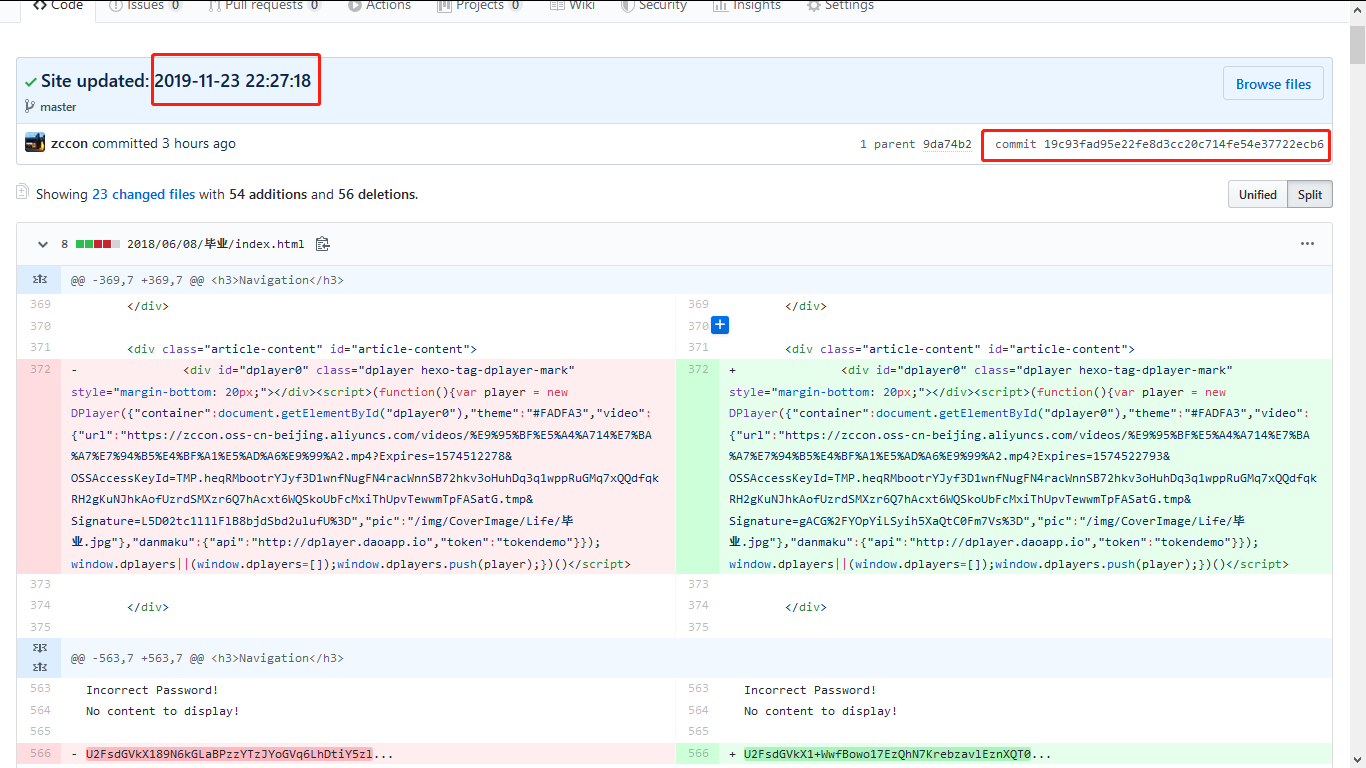 Code Issues 0 Pull requests 0 Actions Projects 0 Wiki Security Insights Settings
Site updated: 2019-11-23 22:27:18
Browse files
master
zccon committed 3 hours ago
1 parent 9da74b2 commit 19c93fad95e22fe8d3cc20c714fe54e37722ecb6
Showing 23 changed files with 54 additions and 56 deletions.
Unified Split
8 2018/06/08/毕业/index.html
@@ -369,7 +369,7 @@ <h3>Navigation</h3>
369 </div>
370
371 <div class="article-content" id="article-content">
372 - <div id="dplayer0" class="dplayer hexo-tag-dplayer-mark"
style="margin-bottom: 20px;"></div><script>(function(){var player = new
DPlayer({"container":document.getElementById("dplayer0"),"theme":"#FADFA3","video":
{"url":"https://zccon.oss-cn-beijing.aliyuncs.com/videos/%E9%95%BF%E5%A4%A714%E7%BA
%A7%E7%94%B5%E4%BF%A1%E5%AD%A6%E9%99%A2.mp4?Expires=1574512278&
OSSAccessKeyId=TMP.heqRMbootrYJyf3D1wnfNugFN4racWnnSB72hkv3oHuhDq3q1wppRuGMq7xQQdfqk
RH2gKuNJhkAofUzrdSMXzr6Q7hAcxt6WQSkoUbFcMxiThUpvTewwmTpFASatG.tmp&
Signature=L5D02tc1l1lF1B8bjdSbd2ulufU%3D","pic":"/img/CoverImage/Life/毕
业.jpg"},"danmaku":{"api":"http://dplayer.daoapp.io","token":"tokendemo"}});
window.dplayers||(window.dplayers=[]);window.dplayers.push(player);})()</script>
373
374 </div>
375
369 </div>
370
371 <div class="article-content" id="article-content">
372 + <div id="dplayer0" class="dplayer hexo-tag-dplayer-mark"
style="margin-bottom: 20px;"></div><script>(function(){var player = new
DPlayer({"container":document.getElementById("dplayer0"),"theme":"#FADFA3","video":
{"url":"https://zccon.oss-cn-beijing.aliyuncs.com/videos/%E9%95%BF%E5%A4%A714%E7%BA
%A7%E7%94%B5%E4%BF%A1%E5%AD%A6%E9%99%A2.mp4?Expires=1574522793&
OSSAccessKeyId=TMP.heqRMbootrYJyf3D1wnfNugFN4racWnnSB72hkv3oHuhDq3q1wppRuGMq7xQQdfqk
RH2gKuNJhkAofUzrdSMXzr6Q7hAcxt6WQSkoUbFcMxiThUpvTewwmTpFASatG.tmp&
Signature=gACG%2FYOpYiLSyih5XaQtC0Fm7Vs%3D","pic":"/img/CoverImage/Life/毕
业.jpg"},"danmaku":{"api":"http://dplayer.daoapp.io","token":"tokendemo"}});
window.dplayers||(window.dplayers=[]);window.dplayers.push(player);})()</script>
373
374 </div>
375
@@ -563,7 +563,7 @@ <h3>Navigation</h3>
563 Incorrect Password!
564 No content to display!
565
566 - U2FsdGVkX189N6kGLaBPzzYTzJYoGVq6LhDtiY5zl...
563 Incorrect Password!
564 No content to display!
565
566 + U2FsdGVkX1+WwfBowo17EzQhN7KrebzavlEznXQT0...